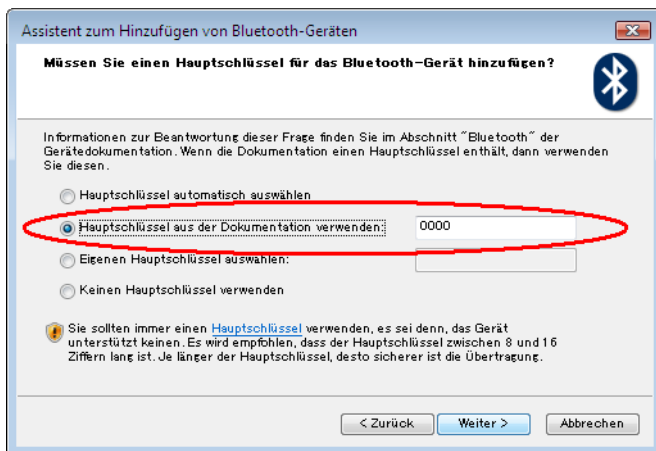 Assistent zum Hinzufügen von Bluetooth-Geräten
Müssen Sie einen Hauptschlüssel für das Bluetooth-Gerät hinzufügen?
Informationen zur Beantwortung dieser Frage finden Sie im Abschnitt "Bluetooth" der
Gerätedokumentation. Wenn die Dokumentation einen Hauptschlüssel enthält, dann verwenden
Sie diesen.
Hauptschlüssel automatisch auswählen
Hauptschlüssel aus der Dokumentation verwenden: 0000
Eigenen Hauptschlüssel auswählen:
Keinen Hauptschlüssel verwenden
Sie sollten immer einen Hauptschlüssel verwenden, es sei denn, das Gerät
unterstützt keinen. Es wird empfohlen, dass der Hauptschlüssel zwischen 8 und 16
Ziffern lang ist. Je länger der Hauptschlüssel, desto sicherer ist die Übertragung.
< Zurück Weiter > Abbrechen